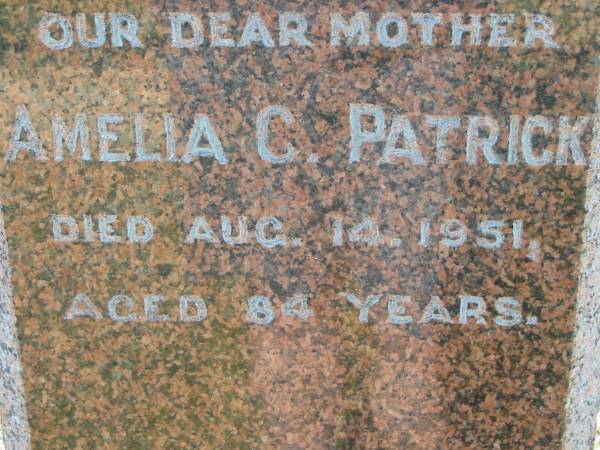 OUR DEAR MOTHER
AMELIA C. PATRICK
DIED AUG. 14. 1951,
AGED 84 YEARS.